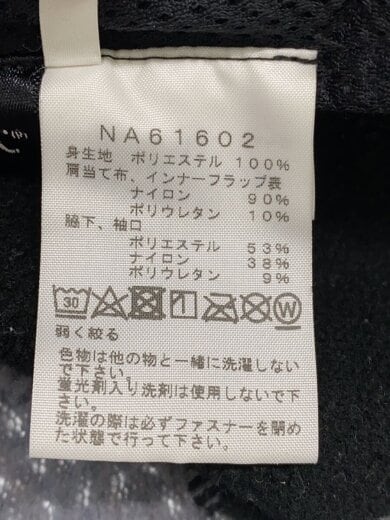 NA61602
身生地 ポリエステル 100%
肩当て布、インナーフラップ表
ナイロン 90%
ポリウレタン 10%
脇下、袖口
ポリエステル 53%
ナイロン 38%
ポリウレタン 9%
30 W
弱く絞る
色物は他の物と一緒に洗濯しない
で下さい。
蛍光剤入り洗剤は使用しない で下さい。
洗濯の際は必ずファスナーを閉め
た状態で行って下さい。